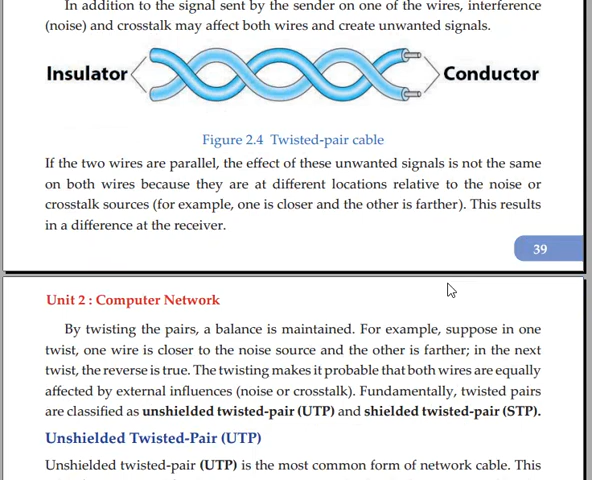 In addition to the signal sent by the sender on one of the wires, interference
(noise) and crosstalk may affect both wires and create unwanted signals.
Insulator
Conductor
Figure 2.4 Twisted-pair cable
If the two wires are parallel, the effect of these unwanted signals is not the same
on both wires because they are at different locations relative to the noise or
crosstalk sources (for example, one is closer and the other is farther). This results
in a difference at the receiver.
39
Unit 2 : Computer Network
By twisting the pairs, a balance is maintained. For example, suppose in one
twist, one wire is closer to the noise source and the other is farther; in the next
twist, the reverse is true. The twisting makes it probable that both wires are equally
affected by external influences (noise or crosstalk). Fundamentally, twisted pairs
are classified as unshielded twisted-pair (UTP) and shielded twisted-pair (STP).
Unshielded Twisted-Pair (UTP)
Unshielded twisted-pair (UTP) is the most common form of network cable. This